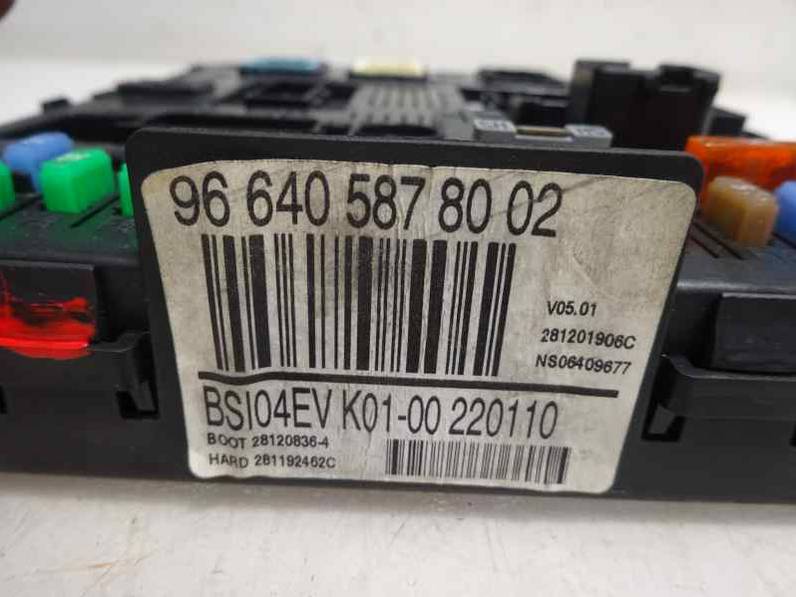 96 640 587 80 02
V05.01
281201906C
NS06409677
BSI04EV K01-00 220110
BOOT 28120836-4
HARD 281192462C